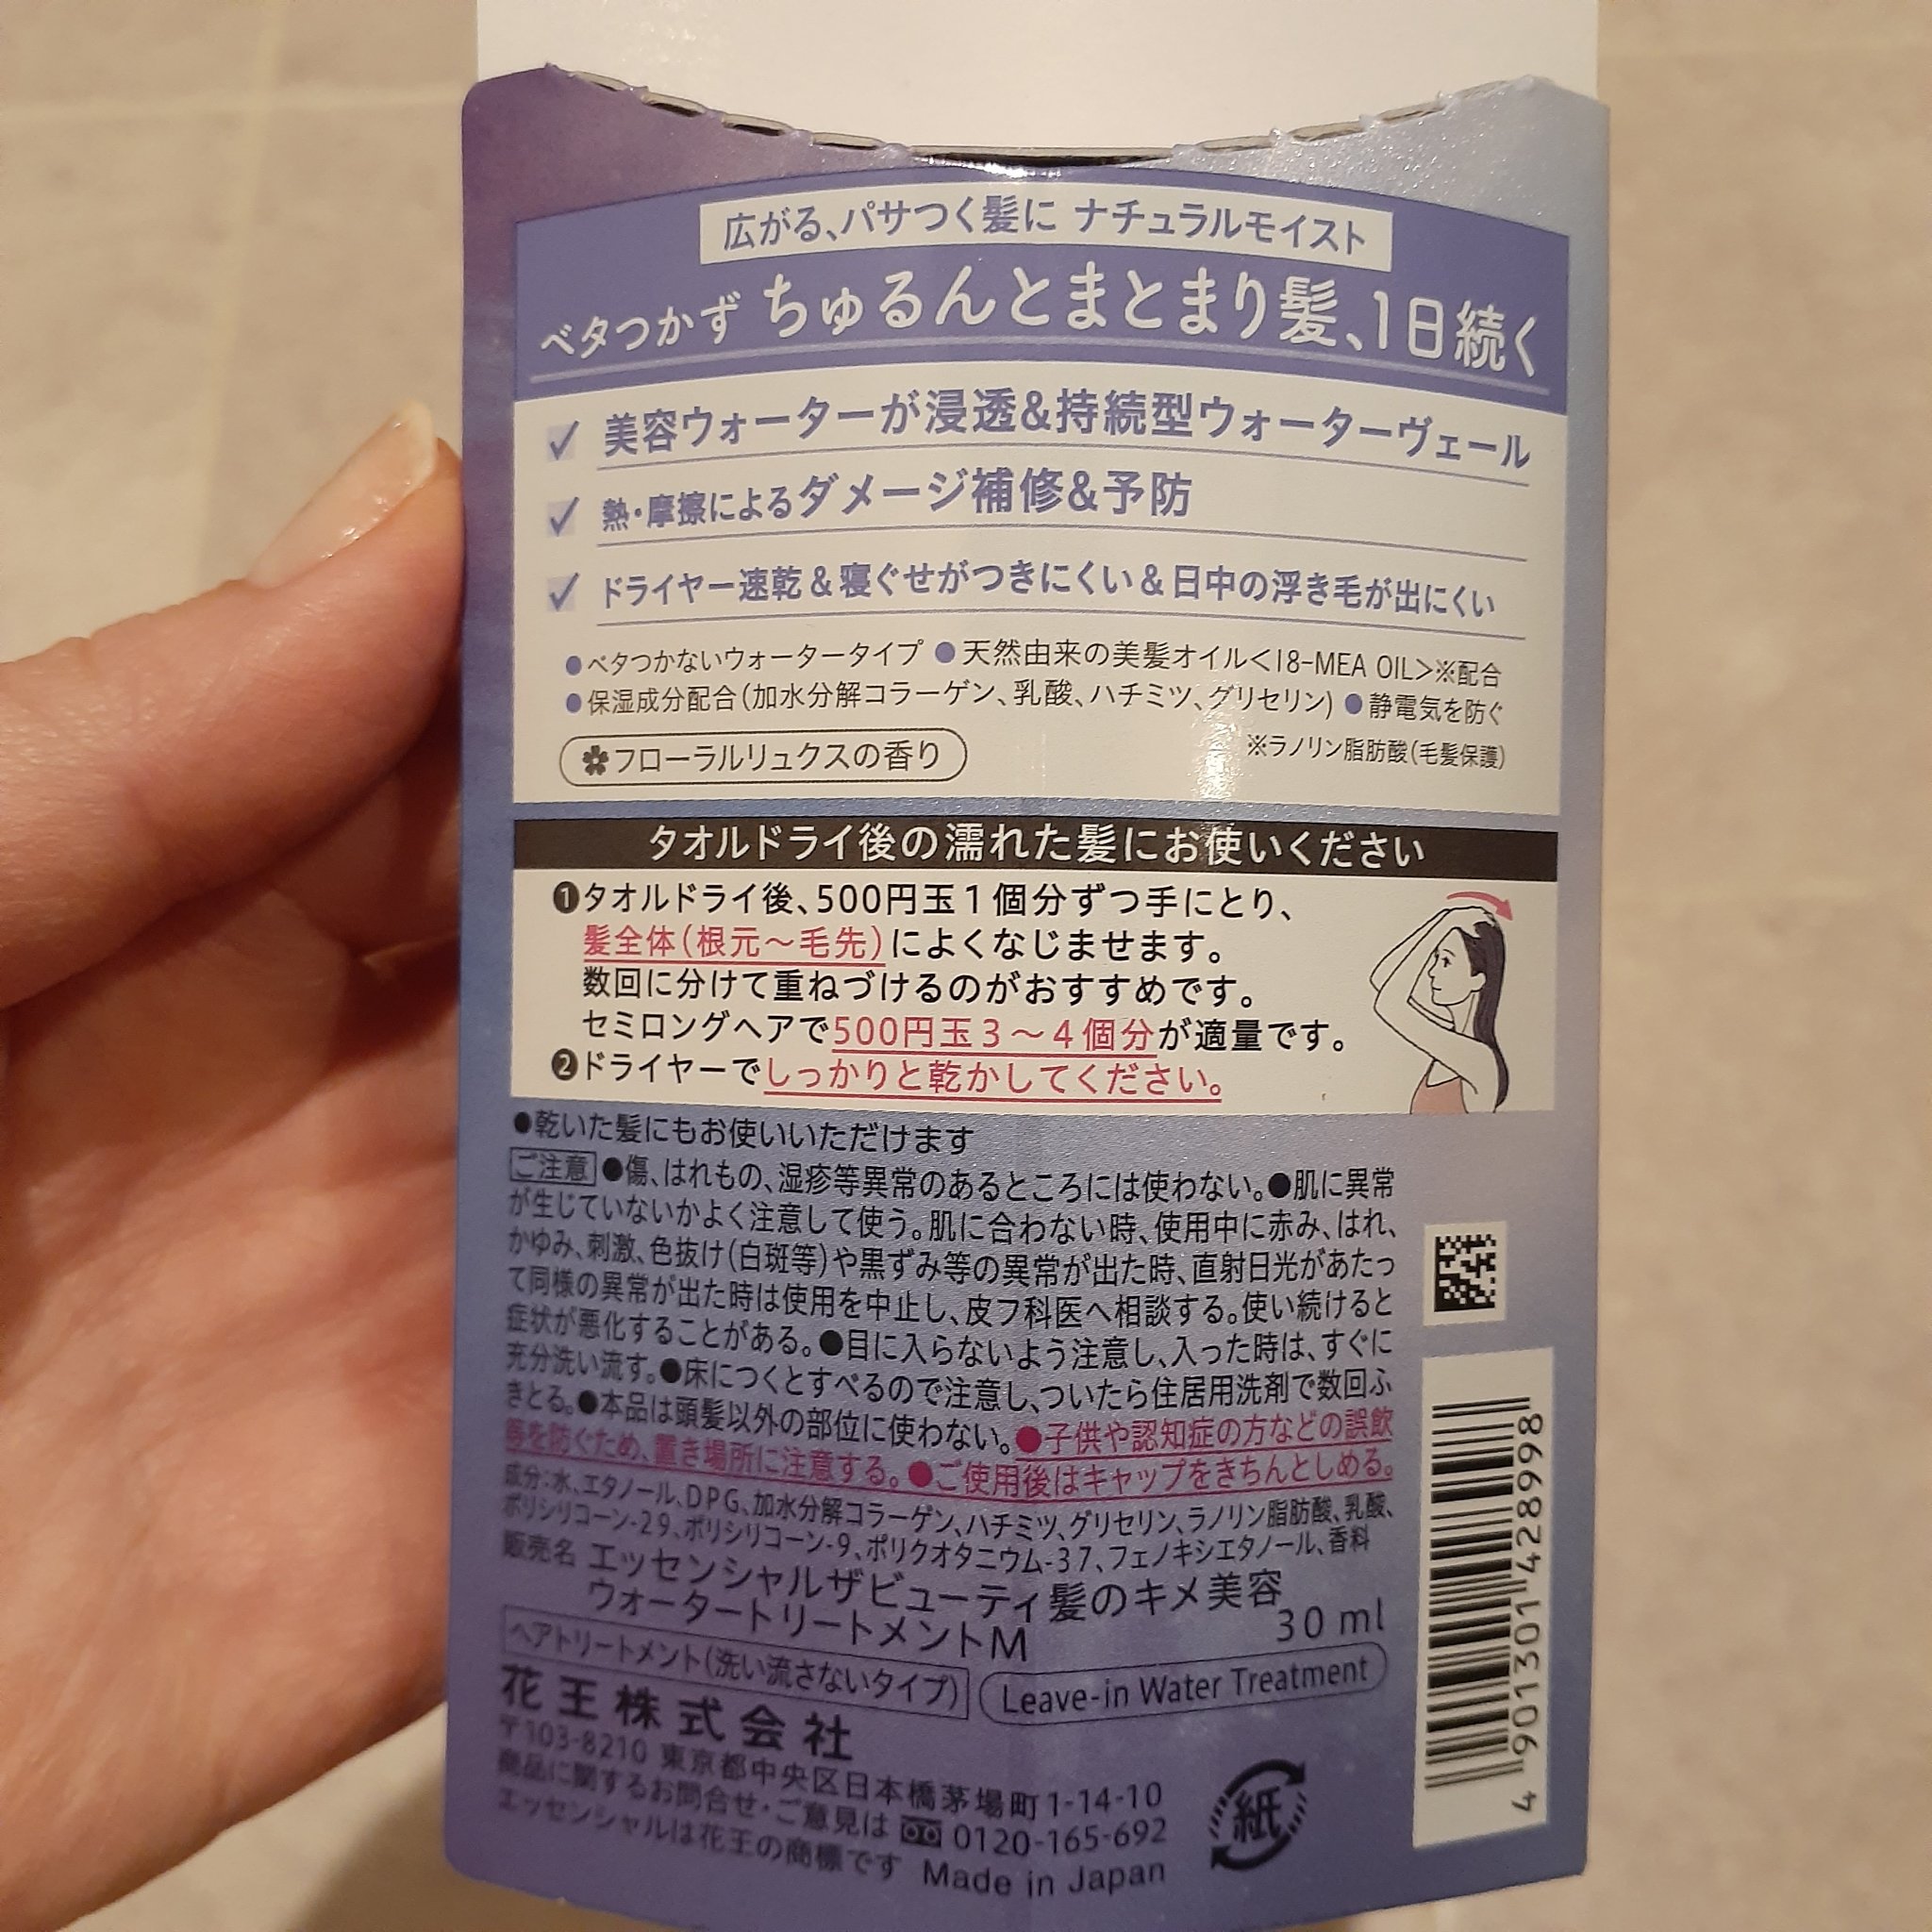 広がる、パサつく髪に ナチュラルモイスト
ベタつかず ちゅるんとまとまり髪、1日続く
美容ウォーターが浸透&持続型ウォーターヴェール
熱・摩擦によるダメージ補修&予防
ドライヤー速乾&寝ぐせがつきにくい&日中の浮き毛が出にくい
●ベタつかないウォータータイプ ●天然由来の美髪オイル<18-MEA OIL>※配合
●保湿成分配合(加水分解コラーゲン、乳酸、ハチミツ、グリセリン) ●静電気を防ぐ
フローラルリュクスの香り
※ラノリン脂肪酸(毛髪保護)
タオルドライ後の濡れた髪にお使いください
❶タオルドライ後、500円玉1個分ずつ手にとり、
髪全体(根元〜毛先)によくなじませます。
数回に分けて重ねづけるのがおすすめです。
セミロングヘアで500円玉3〜4個分が適量です。
❷ドライヤーでしっかりと乾かしてください。
●乾いた髪にもお使いいただけます
ご注意 ●傷、はれもの、湿疹等異常のあるところには使わない。●肌に異常
が生じていないかよく注意して使う。肌に合わない時、使用中に赤み、はれ、
かゆみ、刺激、色抜け(白斑等)や黒ずみ等の異常が出た時、直射日光があたっ
て同様の異常が出た時は使用を中止し、皮フ科医へ相談する。使い続けると
症状が悪化することがある。●目に入らないよう注意し、入った時は、すぐに
充分洗い流す。●床につくとすべるので注意し、ついたら住居用洗剤で数回ふ
きとる。●本品は頭髪以外の部位に使わない。●子供や認知症の方などの誤飲
等を防ぐため、置き場所に注意する。●ご使用後はキャップをきちんとしめる。
成分:水、エタノール、DPG、加水分解コラーゲン、ハチミツ、グリセリン、ラノリン脂肪酸、乳酸、
ポリシリコーン-29、ポリシリコーン-9、ポリクオタニウム-37、フェノキシエタノール、香料
販売名 エッセンシャルザビューティ髪のキメ美容
ウォータートリートメントM
30 ml
ヘアトリートメント(洗い流さないタイプ)
Leave-in Water Treatment
花王株式会社
〒103-8210 東京都中央区日本橋茅場町1-14-10
商品に関するお問合せ・ご意見は 0120-165-692
エッセンシャルは花王の商標です Made in Japan
紙
4 901301 428998